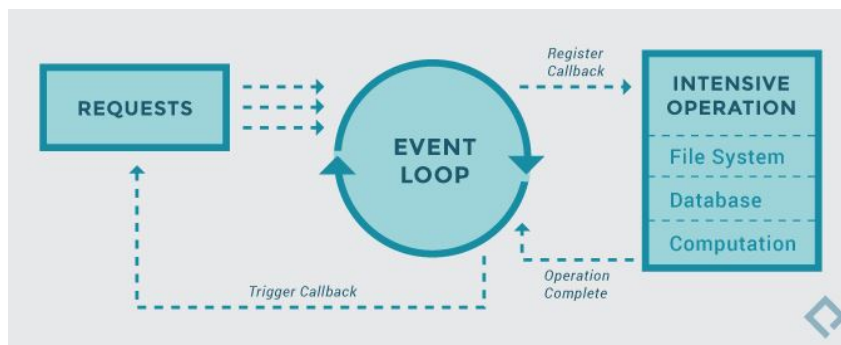 REQUESTS
EVENT
LOOP
Register
Callback
INTENSIVE
OPERATION
File System
Database
Computation
Operation
Complete
Trigger Callback